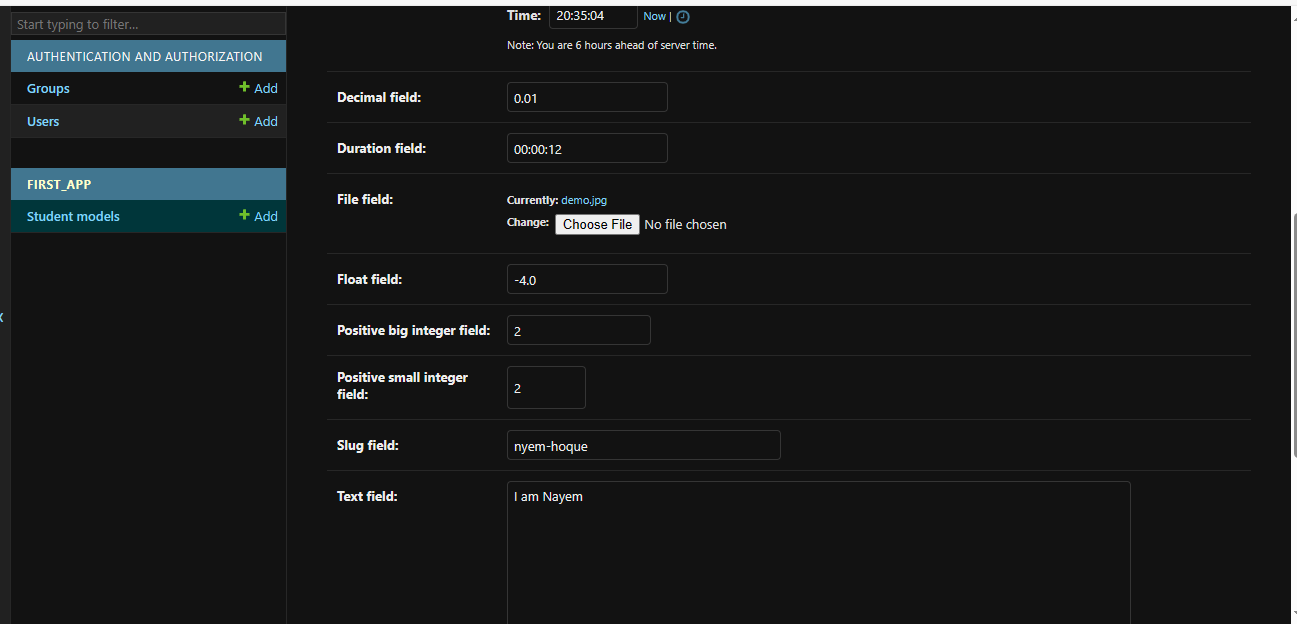 Start typing to filter...
AUTHENTICATION AND AUTHORIZATION
Groups
+ Add
Users
+ Add
FIRST_APP
Student models
+ Add
Time: 20:35:04 Now |
Note: You are 6 hours ahead of server time.
Decimal field: 0.01
Duration field: 00:00:12
File field:
Currently: demo.jpg
Change: Choose File No file chosen
Float field: -4.0
Positive big integer field: 2
Positive small integer
field:
2
Slug field: nyem-hoque
Text field: I am Nayem